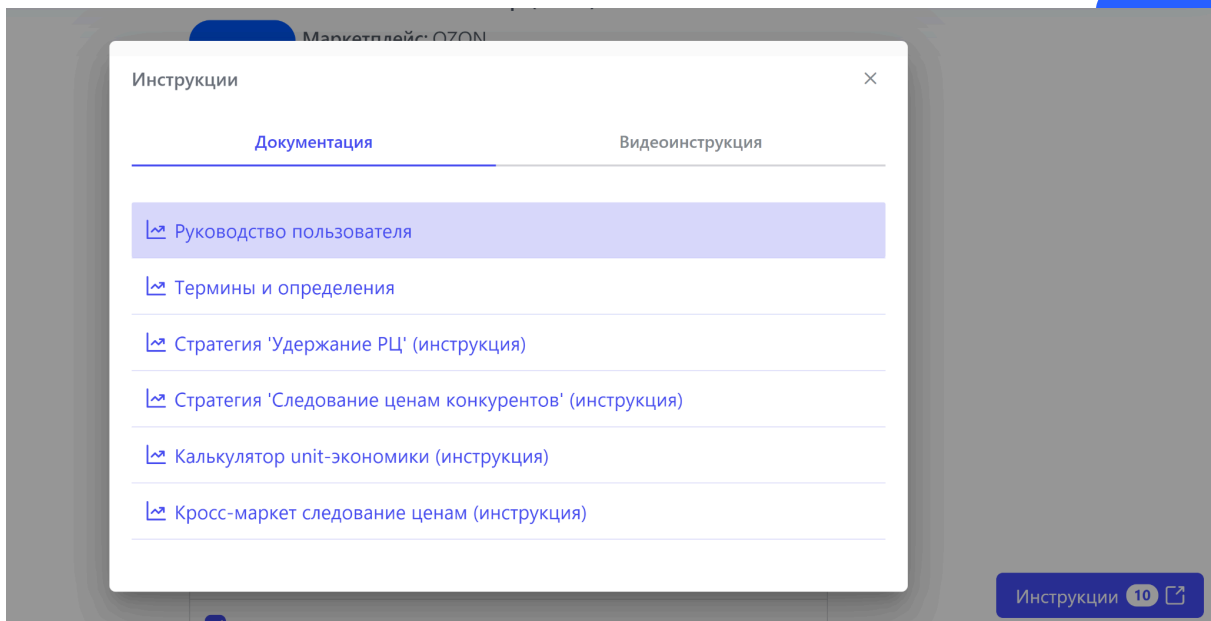 Маркетплейс: OZON
Инструкции
Документация
Видеоинструкция
Руководство пользователя
Термины и определения
Стратегия 'Удержание РЦ' (инструкция)
Стратегия 'Следование ценам конкурентов' (инструкция)
Калькулятор unit-экономики (инструкция)
Кросс-маркет следование ценам (инструкция)
Инструкции 10